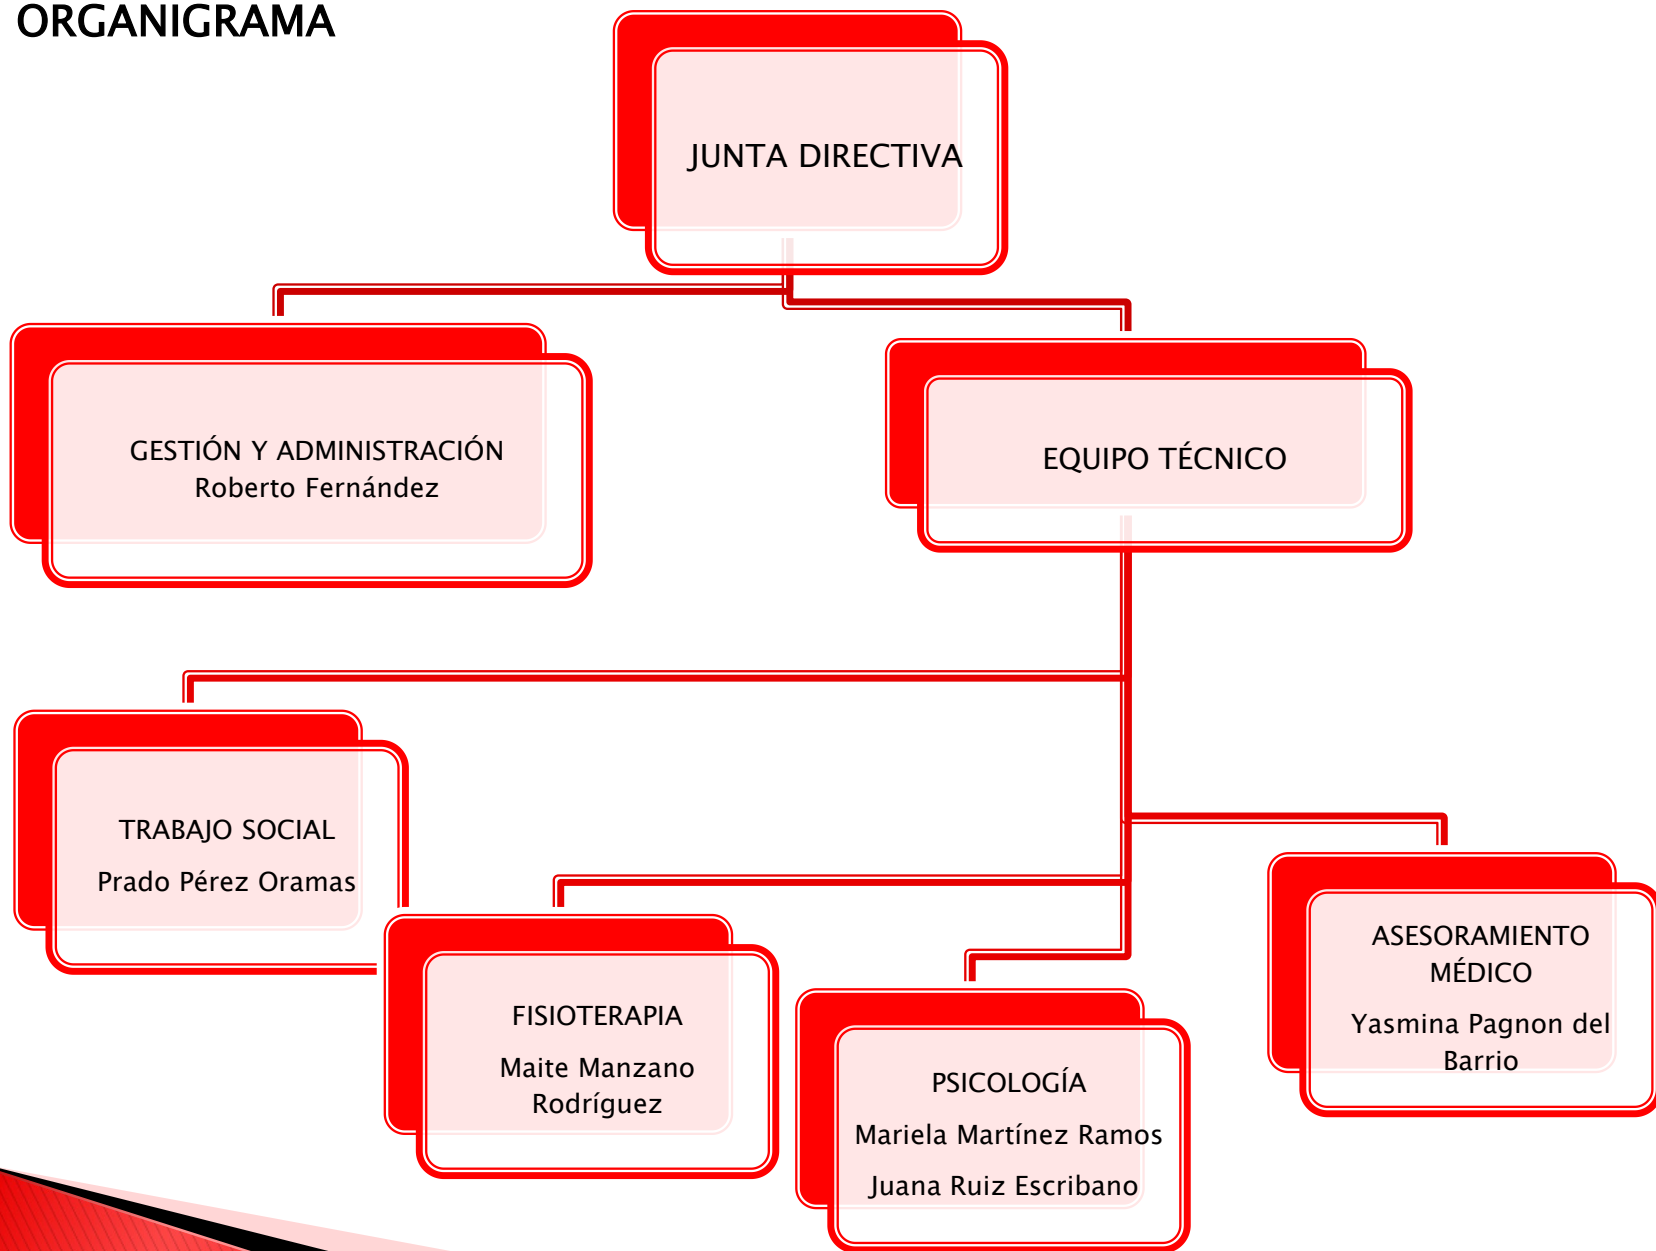 ORGANIGRAMA
JUNTA DIRECTIVA
GESTIÓN Y ADMINISTRACIÓN
Roberto Fernández
EQUIPO TÉCNICO
TRABAJO SOCIAL
Prado Pérez Oramas
FISIOTERAPIA
Maite Manzano
Rodríguez
PSICOLOGÍA
Mariela Martínez Ramos
Juana Ruiz Escribano
ASESORAMIENTO
MÉDICO
Yasmina Pagnon del
Barrio